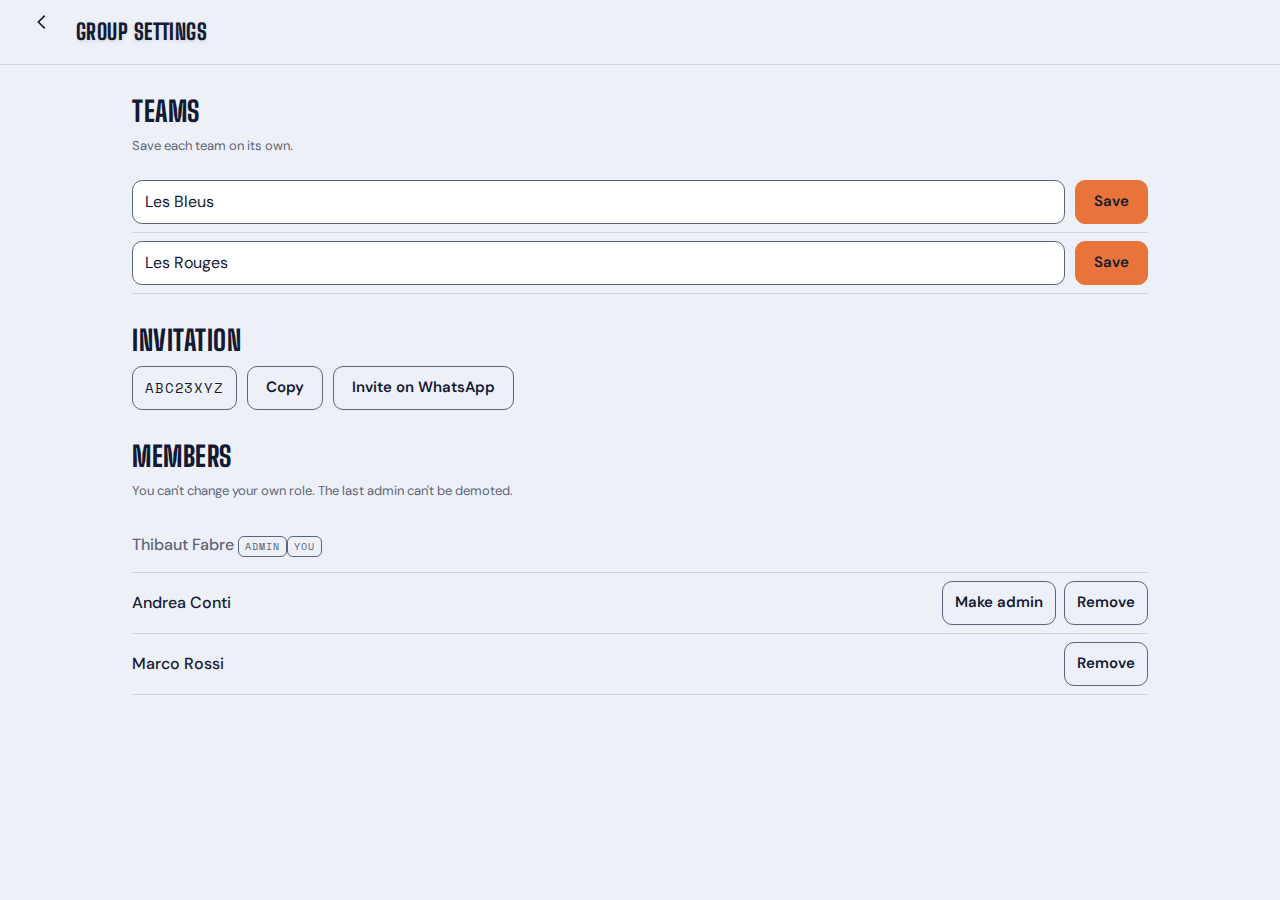 GROUP SETTINGS
TEAMS
Save each team on its own.
Les Bleus Save
Les Rouges Save
INVITATION
ABC23XYZ Copy Invite on WhatsApp
MEMBERS
You can't change your own role. The last admin can't be demoted.
Thibaut Fabre ADMIN YOU
Andrea Conti Make admin Remove
Marco Rossi Remove